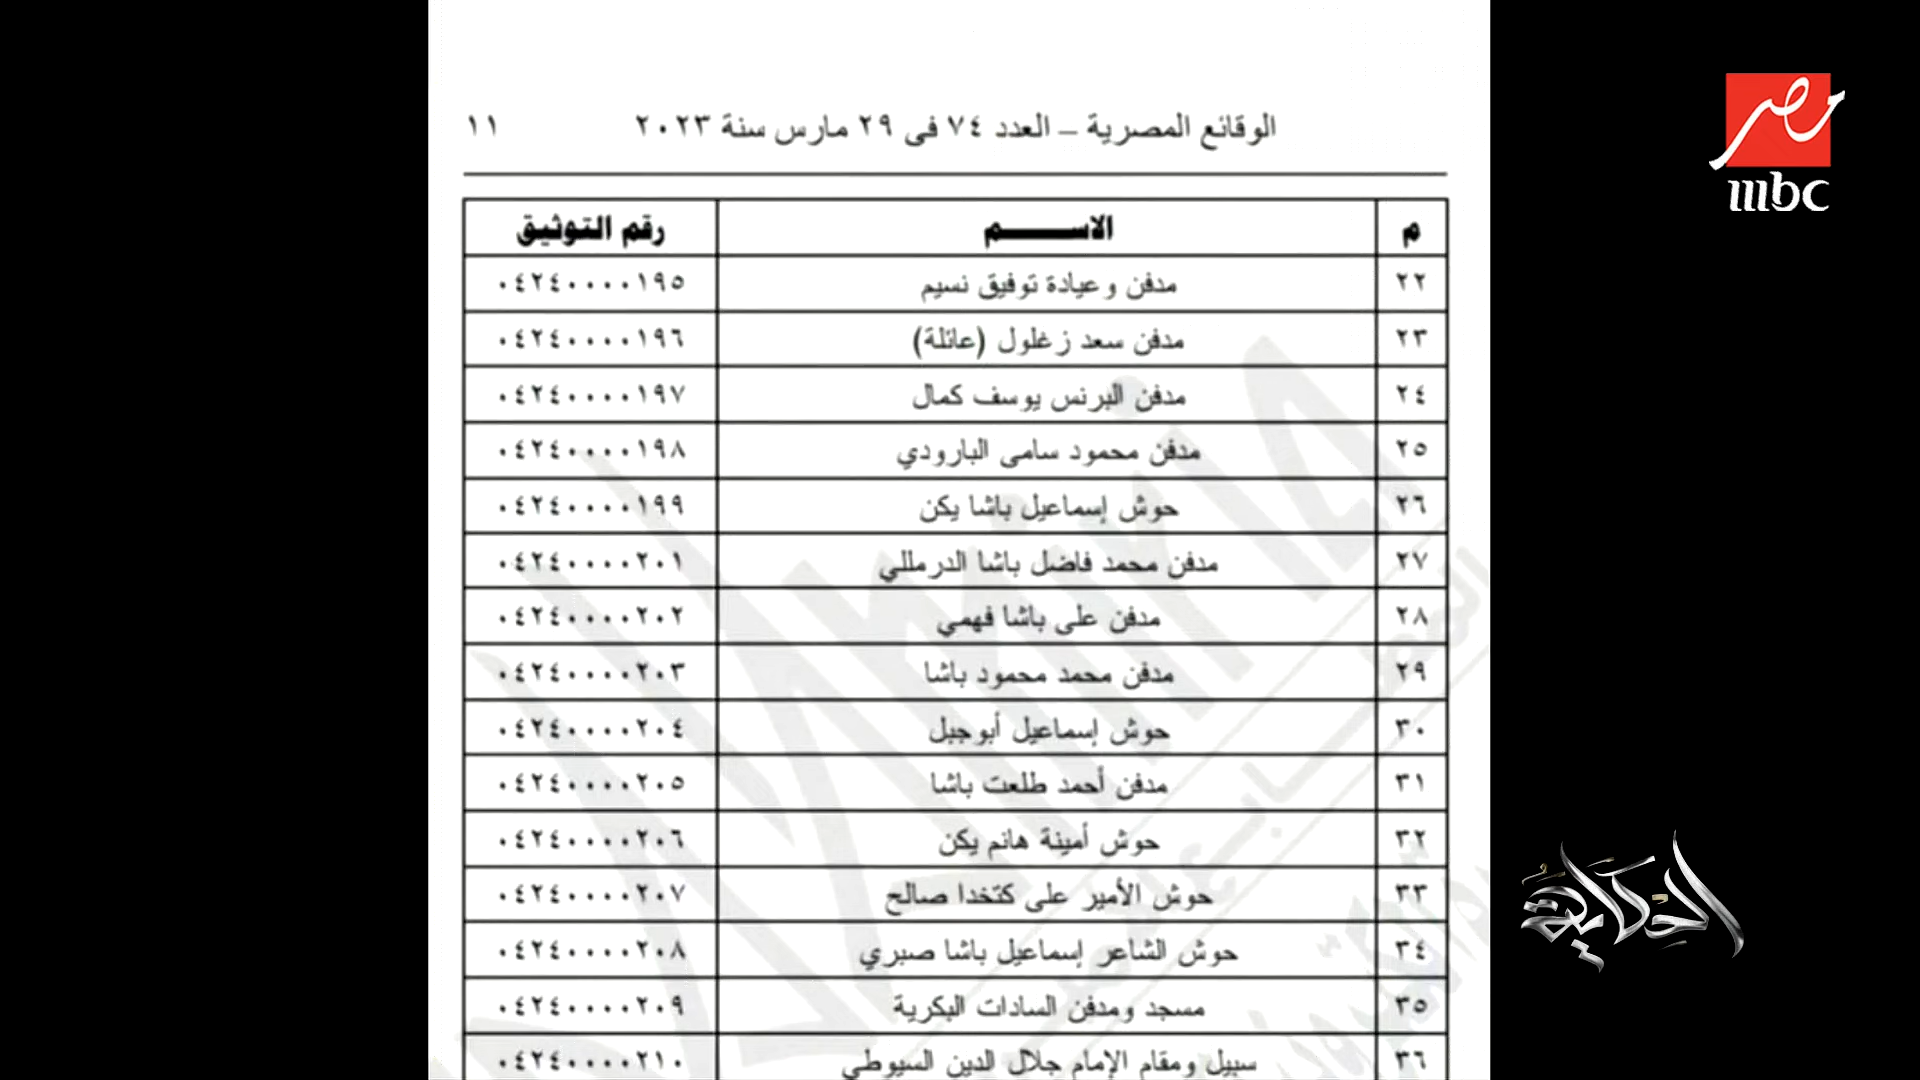 الوقائع المصرية – العدد ٧٤ فى ٢٩ مارس سنة ٢٠٢٣ ١١
م الاســـــم رقم التوثيق
٢٢ مدفن وعيادة توفيق نسيم ٠٤٢٤٠٠٠٠١٩٥
٢٣ مدفن سعد زغلول (عائلة) ٠٤٢٤٠٠٠٠١٩٦
٢٤ مدفن البرنس يوسف كمال ٠٤٢٤٠٠٠٠١٩٧
٢٥ مدفن محمود سامى البارودي ٠٤٢٤٠٠٠٠١٩٨
٢٦ حوش إسماعيل باشا يكن ٠٤٢٤٠٠٠٠١٩٩
٢٧ مدفن محمد فاضل باشا الدرمللي ٠٤٢٤٠٠٠٠٢٠١
٢٨ مدفن على باشا فهمي ٠٤٢٤٠٠٠٠٢٠٢
٢٩ مدفن محمد محمود باشا ٠٤٢٤٠٠٠٠٢٠٣
٣٠ حوش إسماعيل أبوجبل ٠٤٢٤٠٠٠٠٢٠٤
٣١ مدفن أحمد طلعت باشا ٠٤٢٤٠٠٠٠٢٠٥
٣٢ حوش أمينة هانم يكن ٠٤٢٤٠٠٠٠٢٠٦
٣٣ حوش الأمير على كتخدا صالح ٠٤٢٤٠٠٠٠٢٠٧
٣٤ حوش الشاعر إسماعيل باشا صبري ٠٤٢٤٠٠٠٠٢٠٨
٣٥ مسجد ومدفن السادات البكرية ٠٤٢٤٠٠٠٠٢٠٩
٣٦ سبيل ومقام الإمام جلال الدين السيوطي ٠٤٢٤٠٠٠٠٢١٠
مصر
mbc
الحكاية